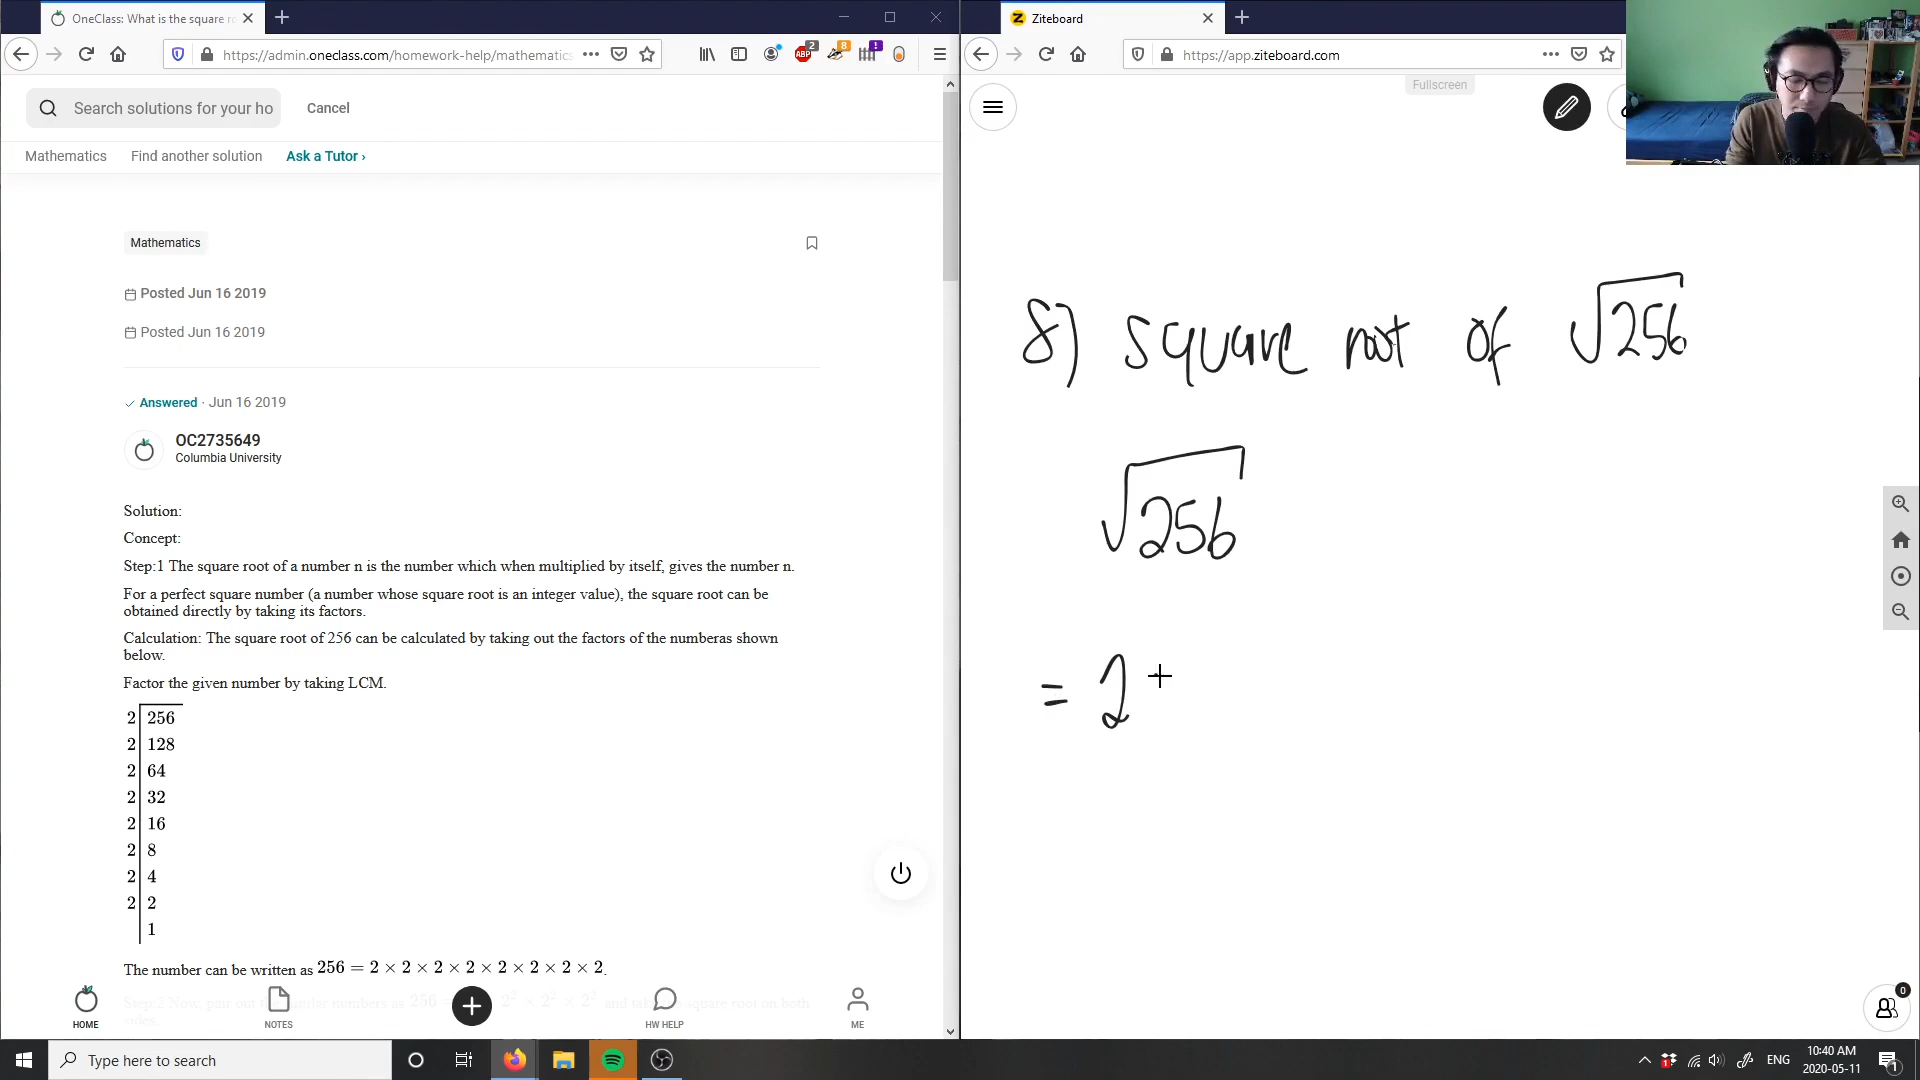 OneClass: What is the square ro
https://admin.oneclass.com/homework-help/mathematics
2
8
1
Search solutions for your ho
Cancel
Mathematics
Find another solution
Ask a Tutor ›
Mathematics
Posted Jun 16 2019
Posted Jun 16 2019
Answered · Jun 16 2019
OC2735649
Columbia University
Solution:
Concept:
Step:1 The square root of a number n is the number which when multiplied by itself, gives the number n.
For a perfect square number (a number whose square root is an integer value), the square root can be
obtained directly by taking its factors.
Calculation: The square root of 256 can be calculated by taking out the factors of the numberas shown
below.
Factor the given number by taking LCM.
2 256
2 128
2 64
2 32
2 16
2 8
2 4
2 2
1
The number can be written as 256 = 2 × 2 × 2 × 2 × 2 × 2 × 2 × 2.
HOME
NOTES
HW HELP
ME
Ziteboard
https://app.ziteboard.com
Fullscreen
8) square root of √256
√256
= 2
0
Type here to search
ENG
10:40 AM
2020-05-11
1